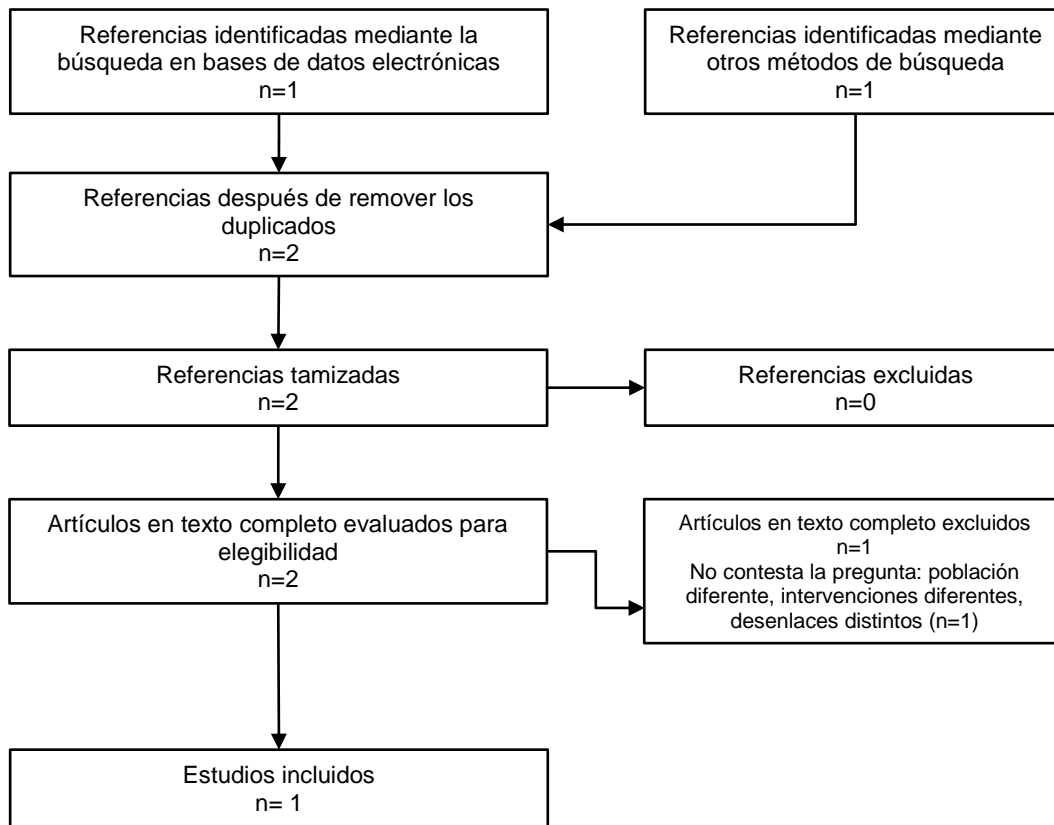 Referencias identificadas mediante la
búsqueda en bases de datos electrónicas
n=1
Referencias identificadas mediante
otros métodos de búsqueda
n=1
Referencias después de remover los
duplicados
n=2
Referencias tamizadas
n=2
Referencias excluidas
n=0
Artículos en texto completo evaluados para
elegibilidad
n=2
Artículos en texto completo excluidos
n=1
No contesta la pregunta: población
diferente, intervenciones diferentes,
desenlaces distintos (n=1)
Estudios incluidos
n= 1